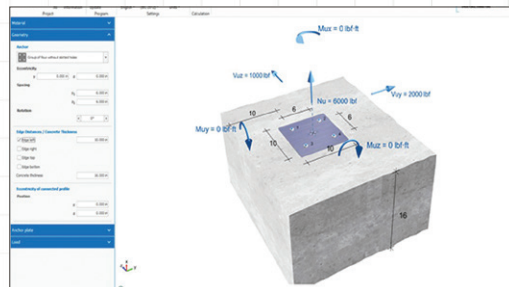 Project
Program
Settings
Calculation
Material
Geometry
Anchor
Group of four without slotted holes
Eccentricity
Spacing
Rotation
0°
Edge Distances / Concrete Thickness
Edge left
Edge right
Edge top
Edge bottom
Concrete thickness
Eccentricity of connected profile
Position
Anchor plate
Load
Mux = 0 lbf·ft
Vuz = 1000 lbf
Nu = 6000 lbf
Vuy = 2000 lbf
10
6
6
Muy = 0 lbf·ft
10
10
Muz = 0 lbf·ft
16